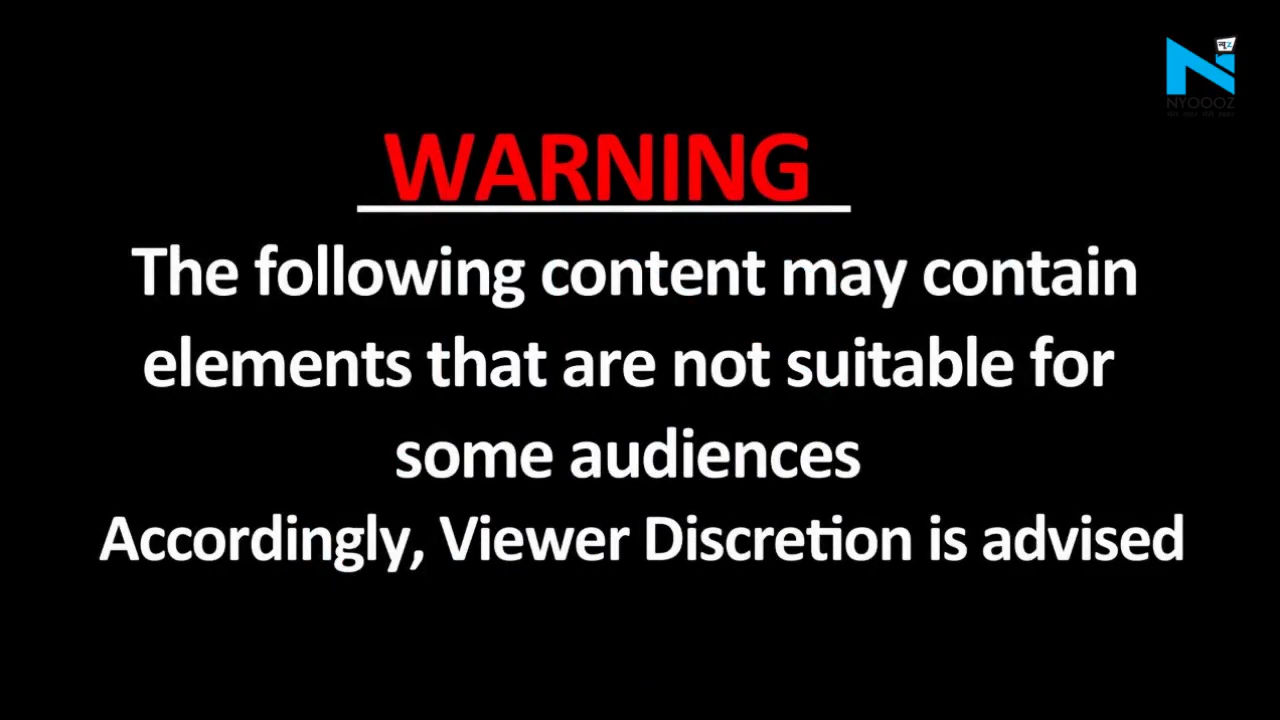 NYOOOZ
WARNING
The following content may contain
elements that are not suitable for
some audiences
Accordingly, Viewer Discretion is advised